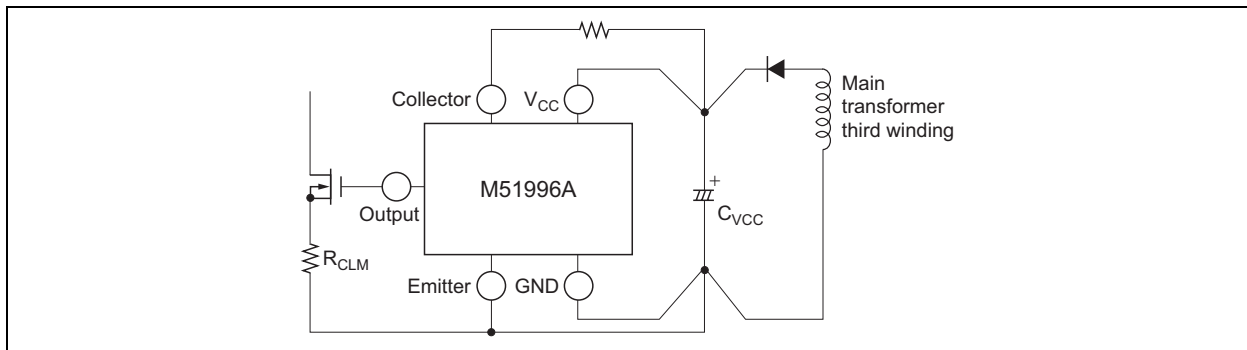 Collector
V_CC
Main
transformer
third winding
M51996A
Output
+
C_VCC
R_CLM
Emitter
GND